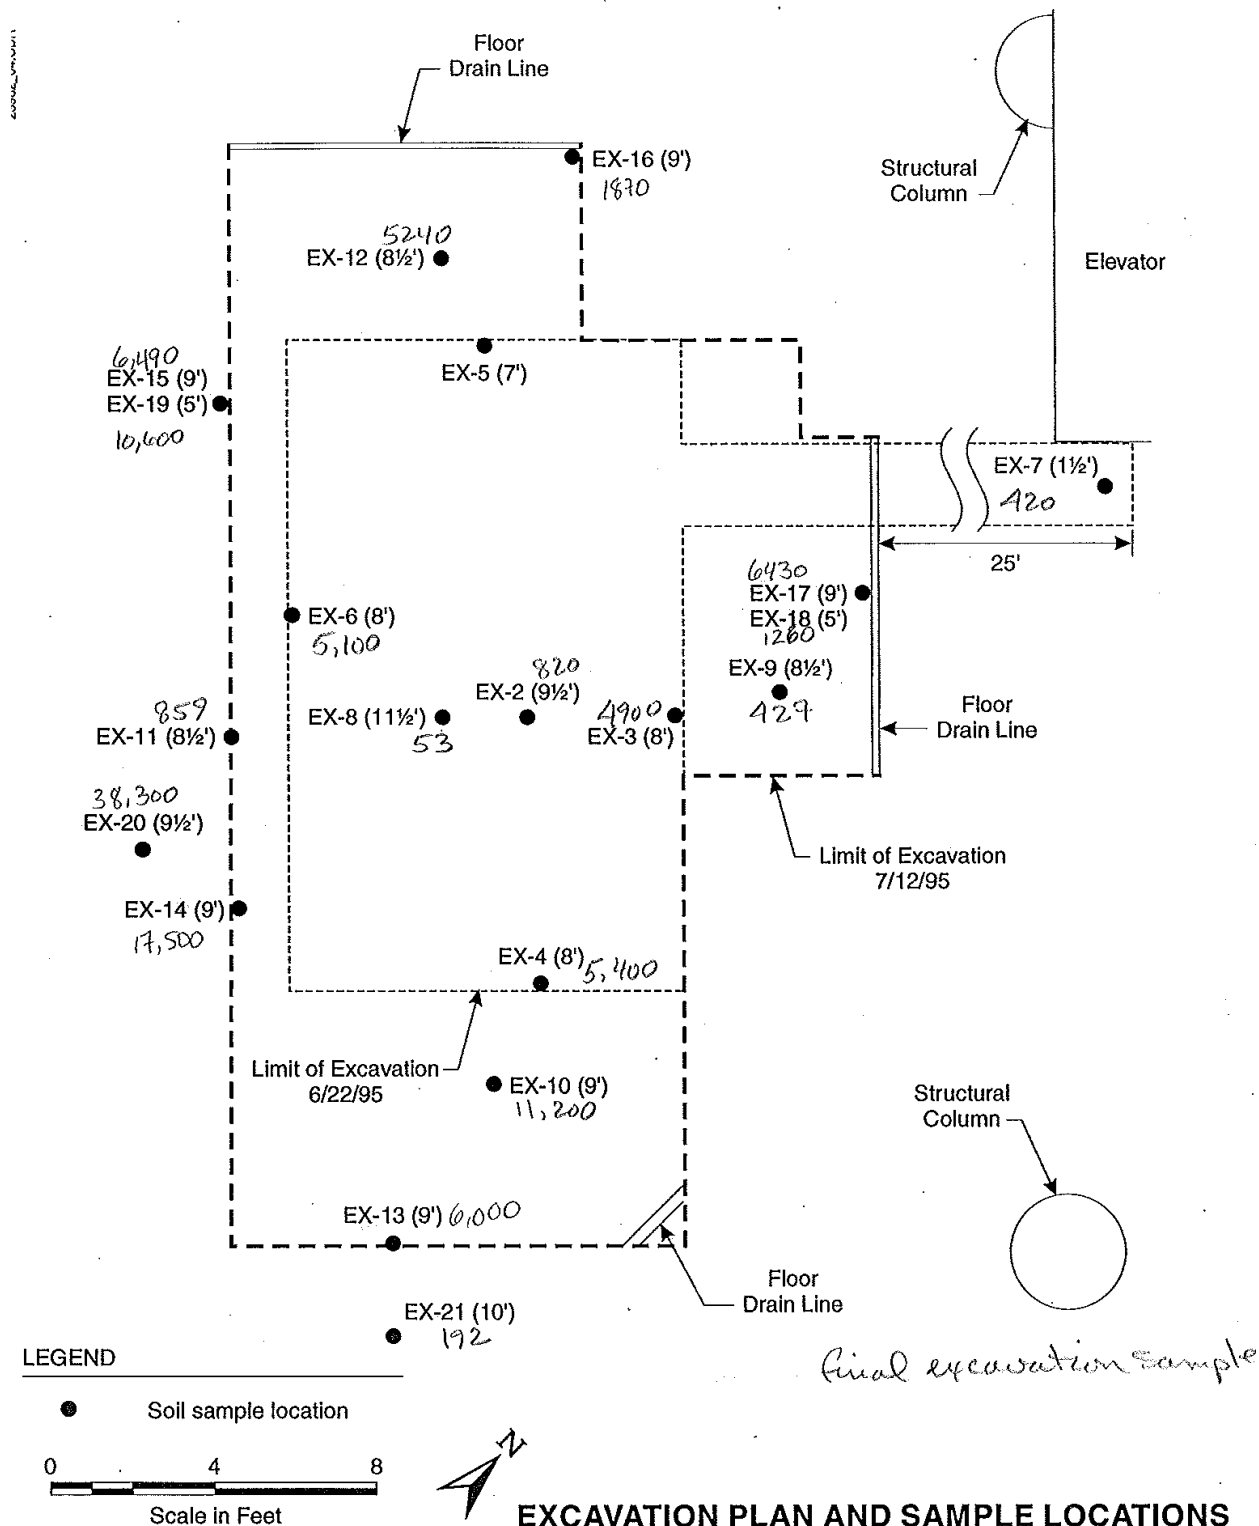 Floor
Drain Line
EX-16 (9')
1870
Structural
Column
5240
EX-12 (8½')
Elevator
6,490
EX-15 (9')
EX-19 (5')
10,600
EX-5 (7')
EX-7 (1½')
420
25'
6430
EX-17 (9')
EX-18 (5')
1260
EX-6 (8')
5,100
820
EX-2 (9½')
EX-9 (8½')
429
859
EX-11 (8½')
EX-8 (11½')
53
4900
EX-3 (8')
Floor
Drain Line
38,300
EX-20 (9½')
Limit of Excavation
7/12/95
EX-14 (9')
17,500
EX-4 (8')
5,400
Limit of Excavation
6/22/95
EX-10 (9')
11,200
Structural
Column
EX-13 (9') 6,000
Floor
Drain Line
EX-21 (10')
192
final excavation sample
LEGEND
Soil sample location
0 4 8
Scale in Feet
N
EXCAVATION PLAN AND SAMPLE LOCATIONS